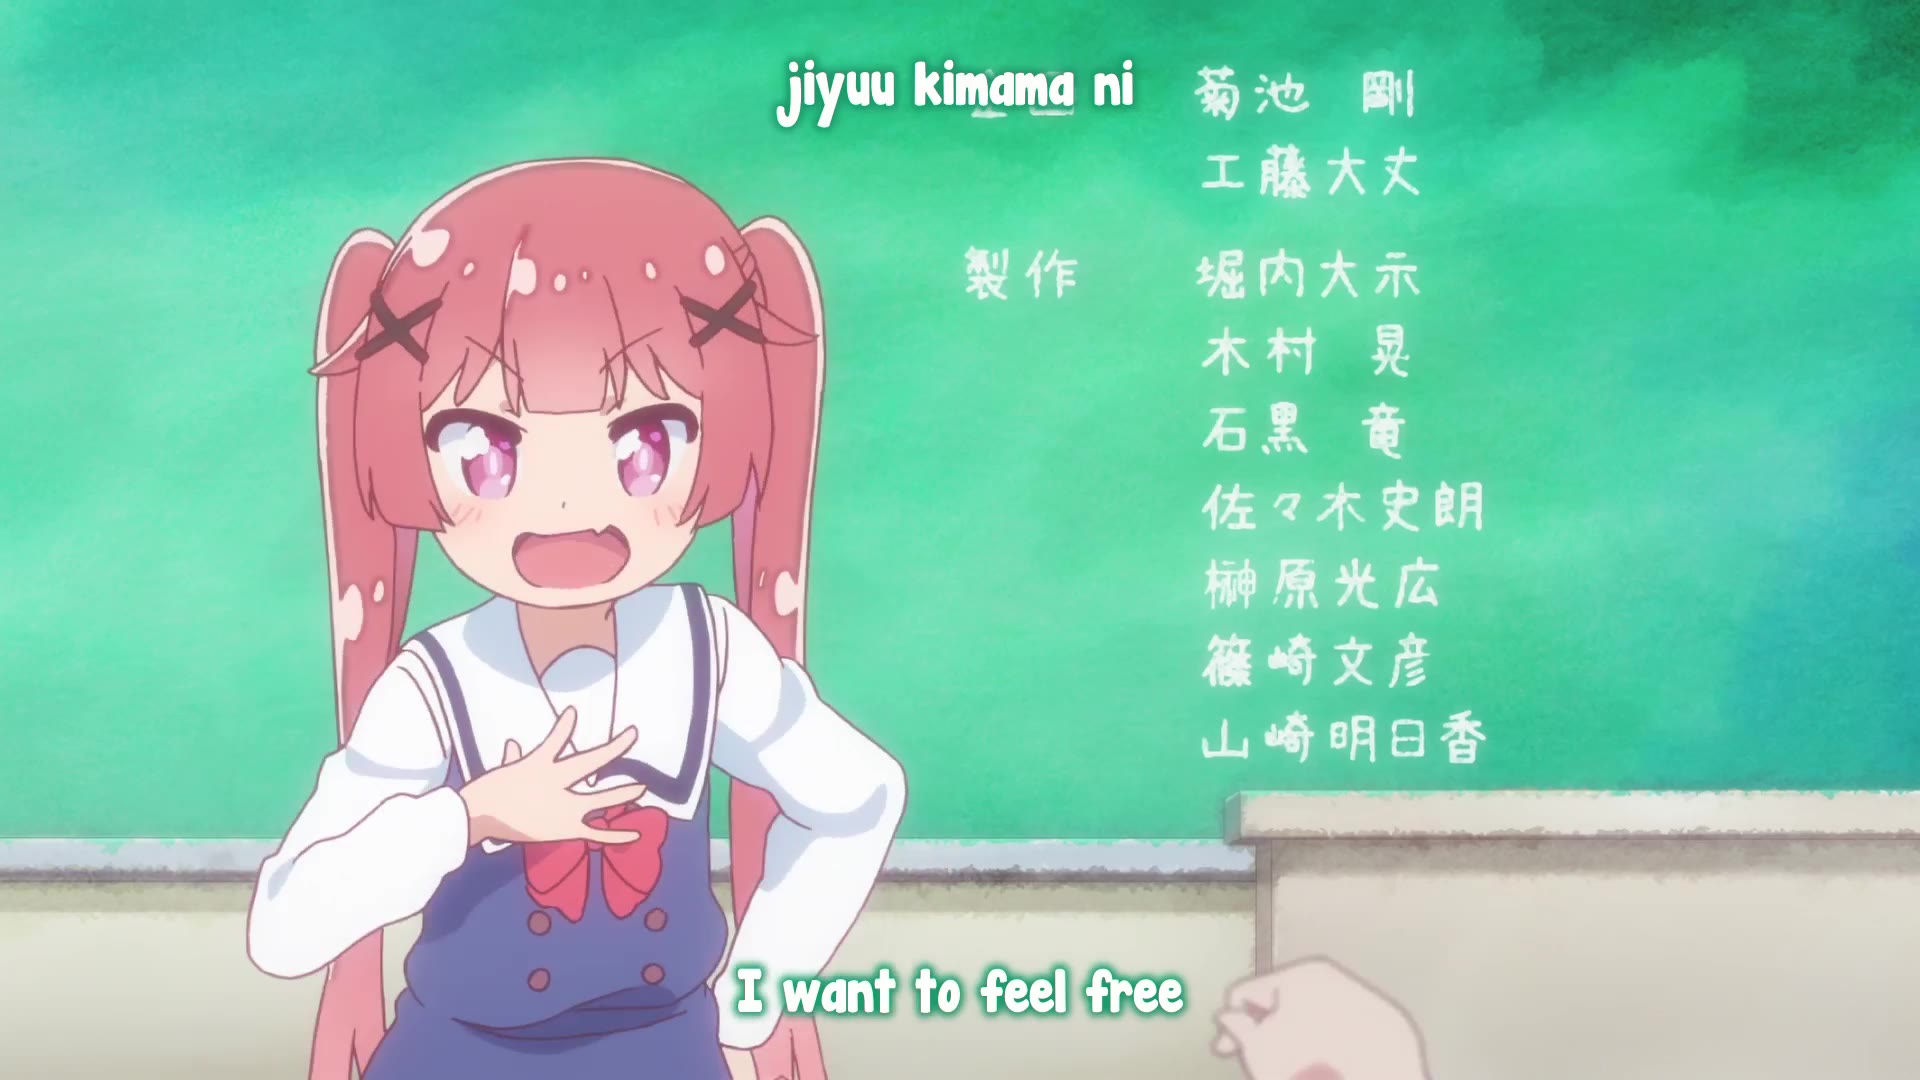 jiyuu kimama ni
菊池 剛
工藤大丈
製作 堀内大示
木村 晃
石黒 竜
佐々木史朗
榊原光広
篠崎文彦
山崎明日香
I want to feel free